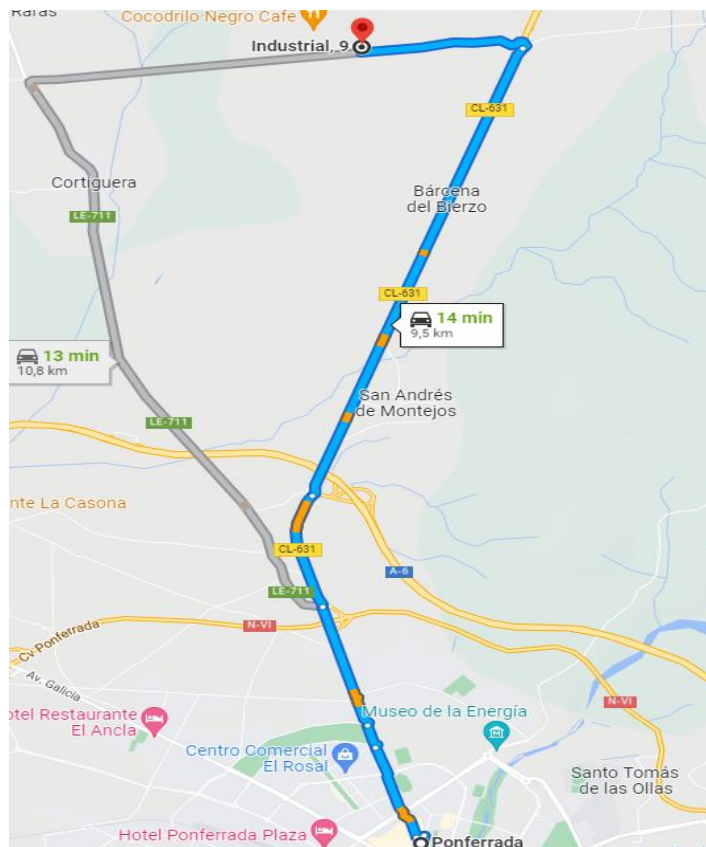 Cocodrilo Negro Cafe
Industrial, 9
CL-631
Cortiguera
Bárcena
del Bierzo
LE-711
CL-631
14 min
9,5 km
13 min
10,8 km
San Andrés
de Montejos
LE-711
nte La Casona
CL-631
A-6
LE-711
N-VI
Cv Ponferrada
Av. Galicia
N-VI
otel Restaurante
El Ancla
Museo de la Energía
Centro Comercial
El Rosal
Santo Tomás
de las Ollas
Hotel Ponferrada Plaza
Ponferrada